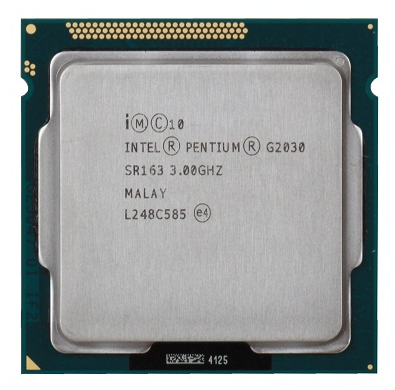 i Ⓜ Ⓒ 10
INTEL® PENTIUM® G2030
SR163 3.00GHZ
MALAY
L248C585 e4
4125